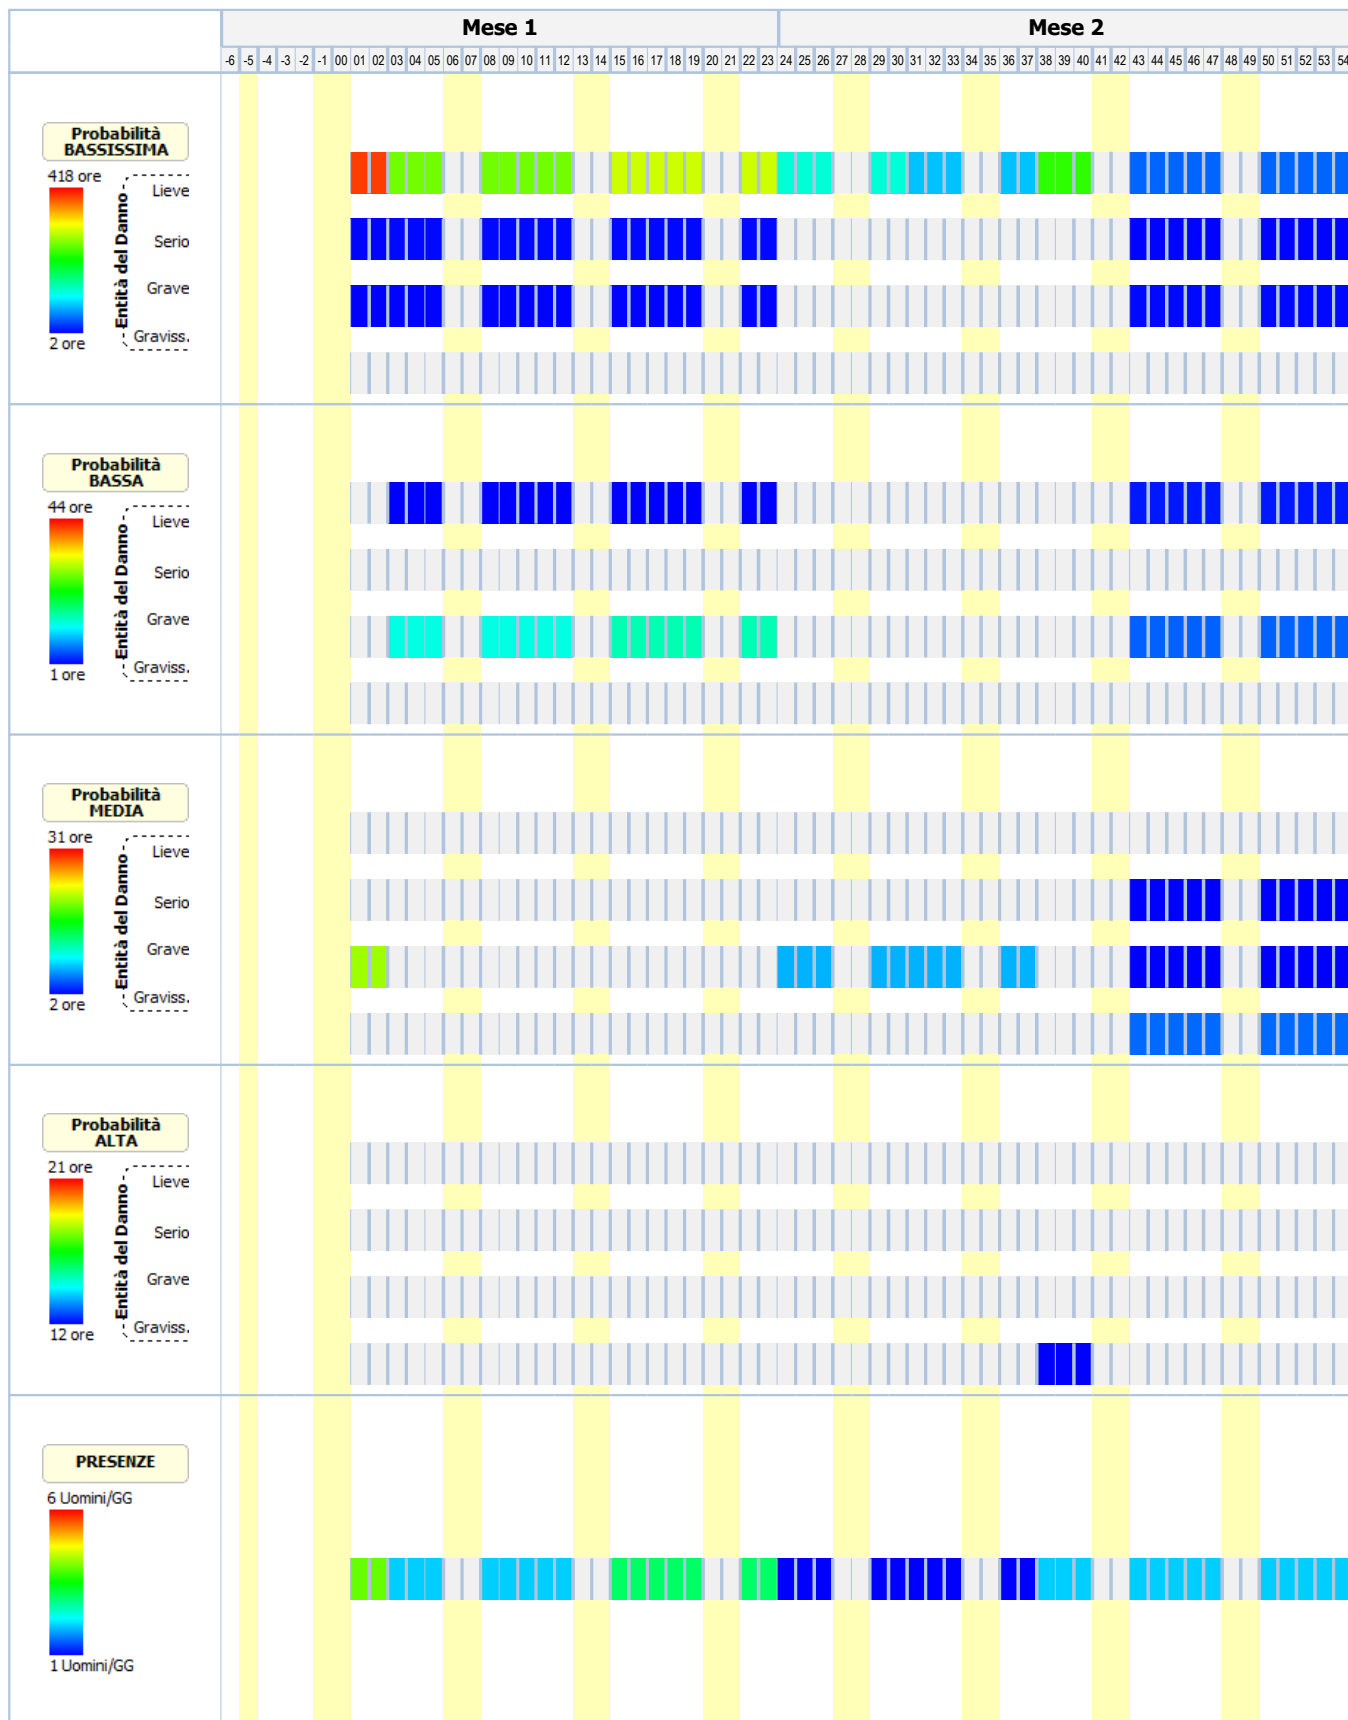 Mese 1 Mese 2
-6 -5 -4 -3 -2 -1 00 01 02 03 04 05 06 07 08 09 10 11 12 13 14 15 16 17 18 19 20 21 22 23 24 25 26 27 28 29 30 31 32 33 34 35 36 37 38 39 40 41 42 43 44 45 46 47 48 49 50 51 52 53 54
Probabilità
BASSISSIMA
418 ore
Entità del Danno
Lieve
Serio
Grave
Graviss.
2 ore
Probabilità
BASSA
44 ore
Entità del Danno
Lieve
Serio
Grave
Graviss.
1 ore
Probabilità
MEDIA
31 ore
Entità del Danno
Lieve
Serio
Grave
Graviss.
2 ore
Probabilità
ALTA
21 ore
Entità del Danno
Lieve
Serio
Grave
Graviss.
12 ore
PRESENZE
6 Uomini/GG
1 Uomini/GG